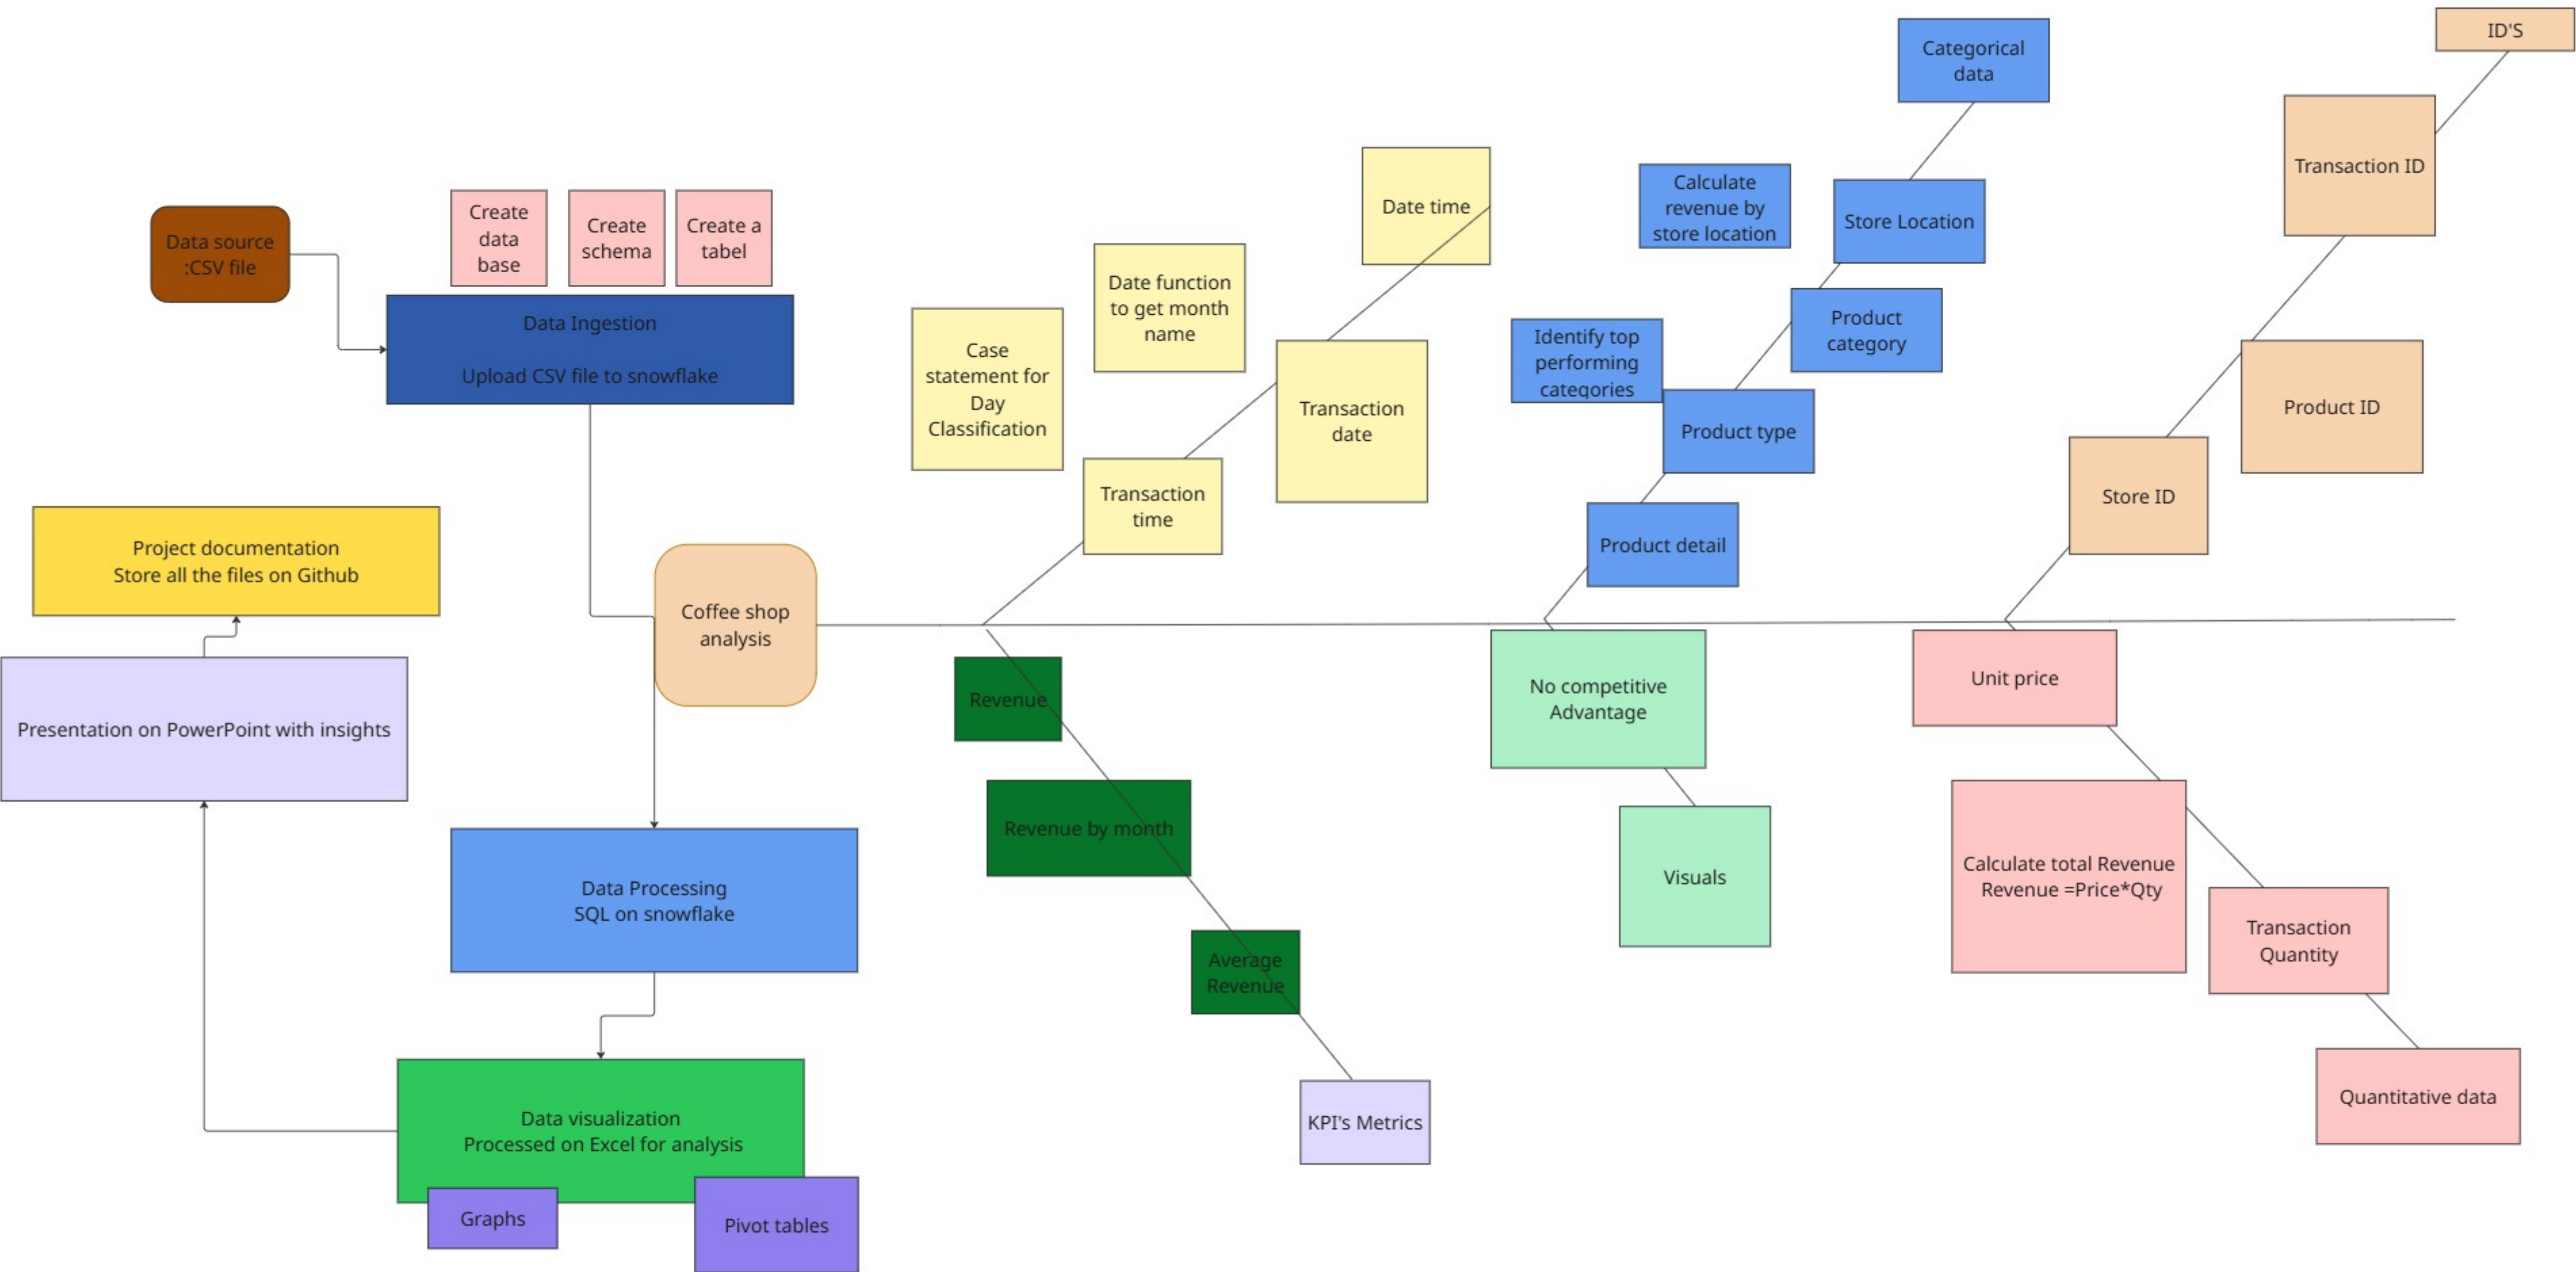 Data source
:CSV file
Create
data
base
Create
schema
Create a
tabel
Data Ingestion
Upload CSV file to snowflake
Project documentation
Store all the files on Github
Presentation on PowerPoint with insights
Coffee shop
analysis
Data Processing
SQL on snowflake
Data visualization
Processed on Excel for analysis
Graphs
Pivot tables
Case
statement for
Day
Classification
Date function
to get month
name
Date time
Transaction
date
Transaction
time
Categorical
data
Calculate
revenue by
store location
Store Location
Product
category
Identify top
performing
categories
Product type
Product detail
ID'S
Transaction ID
Product ID
Store ID
Revenue
Revenue by month
Average
Revenue
KPI's Metrics
No competitive
Advantage
Visuals
Unit price
Calculate total Revenue
Revenue =Price*Qty
Transaction
Quantity
Quantitative data